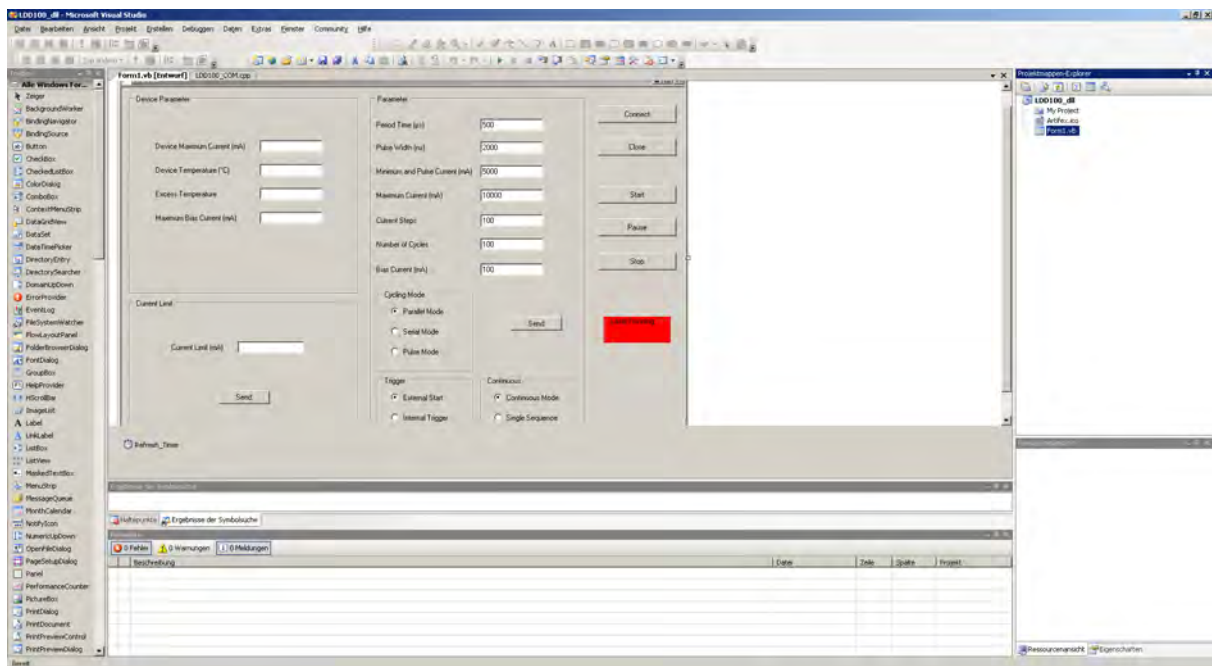 LDD100_dll - Microsoft Visual Studio
Datei Bearbeiten Ansicht Projekt Erstellen Debuggen Daten Extras Fenster Community Hilfe
Form1.vb [Entwurf] LDD100_COM.cpp
Projektmappen-Explorer
Alle Windows For...
Zeiger
BackgroundWorker
BindingNavigator
BindingSource
Button
CheckBox
CheckedListBox
ColorDialog
ComboBox
ContextMenuStrip
DataGridView
DataSet
DateTimePicker
DirectoryEntry
DirectorySearcher
DomainUpDown
ErrorProvider
EventLog
FileSystemWatcher
FlowLayoutPanel
FolderBrowserDialog
FontDialog
GroupBox
HelpProvider
HScrollBar
ImageList
Label
LinkLabel
ListBox
ListView
MaskedTextBox
MenuStrip
MessageQueue
MonthCalendar
NotifyIcon
NumericUpDown
OpenFileDialog
PageSetupDialog
Panel
PerformanceCounter
PictureBox
PrintDialog
PrintDocument
PrintPreviewControl
PrintPreviewDialog
Bereit
Device Parameter
Device Maximum Current (mA)
Device Temperature (°C)
Excess Temperature
Maximum Bias Current (mA)
Current Limit
Current Limit (mA)
Send
Parameter
Period Time (µs) 500
Pulse Width (ns) 2000
Minimum and Pulse Current (mA) 5000
Maximum Current (mA) 10000
Current Steps 100
Number of Cycles 100
Bias Current (mA) 100
Cycling Mode
Parallel Mode
Serial Mode
Pulse Mode
Send
Trigger
External Start
Internal Trigger
Continuous
Continuous Mode
Single Sequence
Connect
Close
Start
Pause
Stop
Refresh_Timer
Ergebnisse der Symbolsuche
Haltepunkte Ergebnisse der Symbolsuche
0 Fehler 0 Warnungen 0 Meldungen
Beschreibung Datei Zeile Spalte Projekt
LDD100_dll
My Project
Artifex.ico
Form1.vb
Ressourcenansicht Eigenschaften